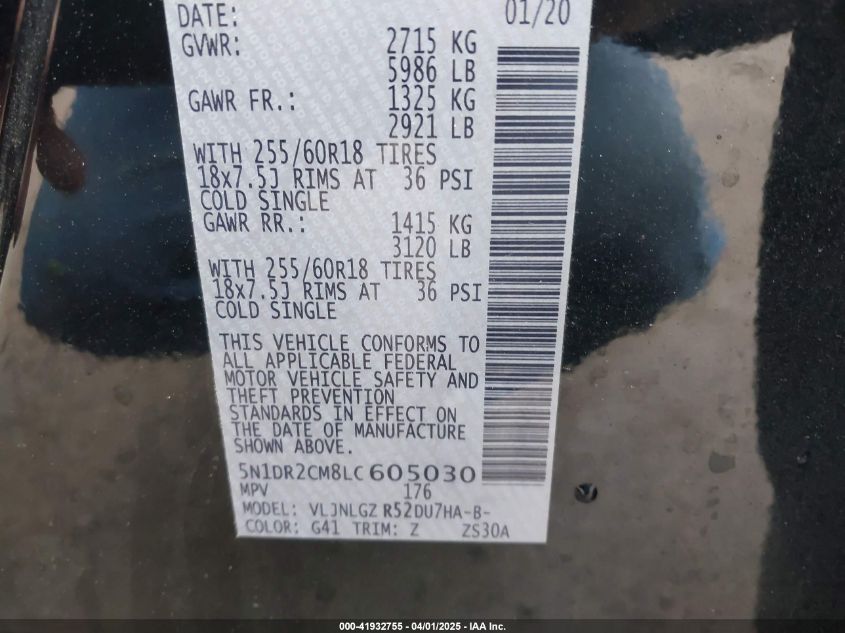 DATE: 01/20
GVWR: 2715 KG
5986 LB
GAWR FR.: 1325 KG
2921 LB
WITH 255/60R18 TIRES
18x7.5J RIMS AT 36 PSI
COLD SINGLE
GAWR RR.: 1415 KG
3120 LB
WITH 255/60R18 TIRES
18x7.5J RIMS AT 36 PSI
COLD SINGLE
THIS VEHICLE CONFORMS TO
ALL APPLICABLE FEDERAL
MOTOR VEHICLE SAFETY AND
THEFT PREVENTION
STANDARDS IN EFFECT ON
THE DATE OF MANUFACTURE
SHOWN ABOVE.
5N1DR2CM8LC605030
MPV 176
MODEL: VLJNLGZ R52DU7HA-B-
COLOR: G41 TRIM: Z ZS30A
000-41932755 - 04/01/2025 - IAA Inc.